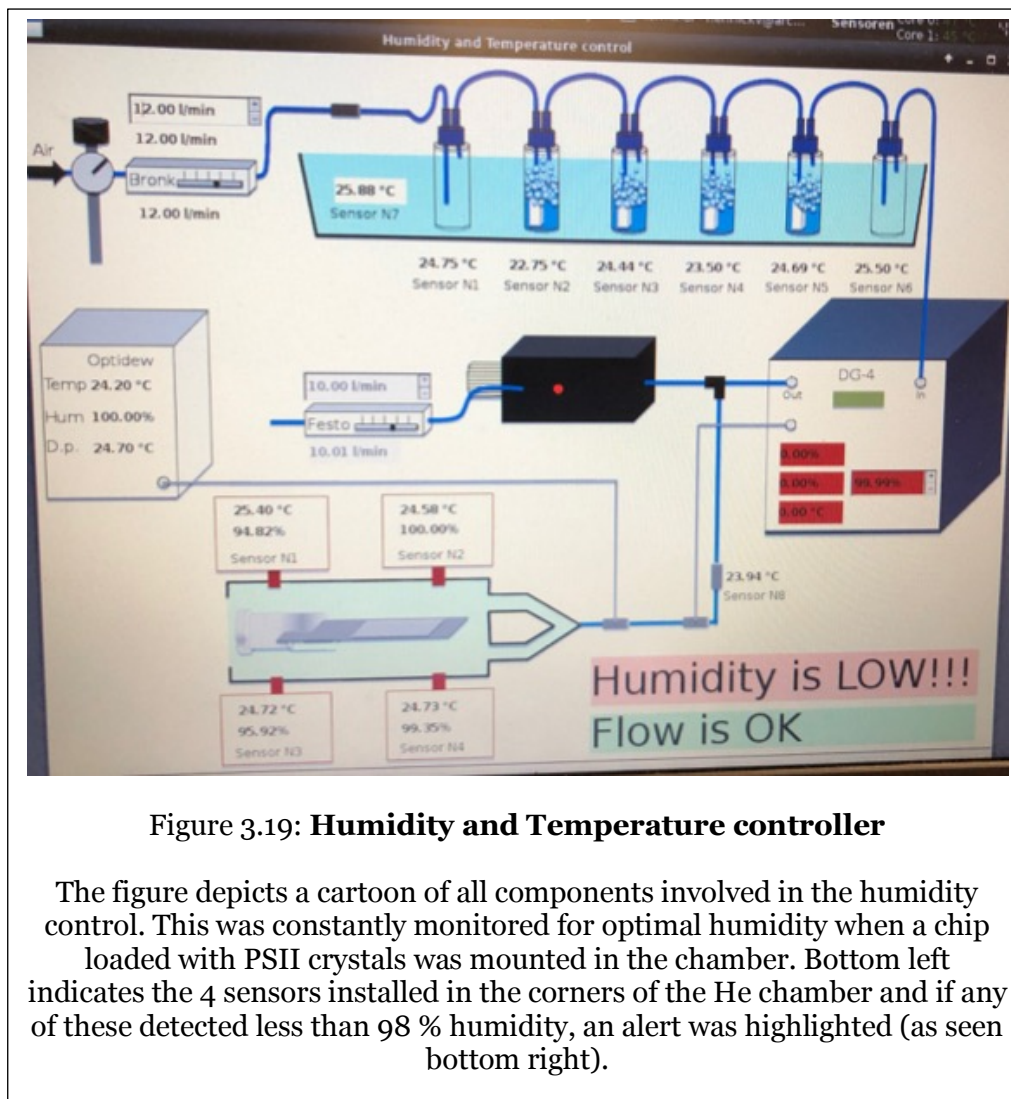 Sensoren
Core 1: 45 °C
Humidity and Temperature control
12.00 l/min
12.00 l/min
Air
Bronk
12.00 l/min
25.88 °C
Sensor N7
24.75 °C 22.75 °C 24.44 °C 23.50 °C 24.69 °C 25.50 °C
Sensor N1 Sensor N2 Sensor N3 Sensor N4 Sensor N5 Sensor N6
Optidew
Temp 24.20 °C
Hum 100.00%
D.p. 24.70 °C
10.00 l/min
Festo
10.01 l/min
DG-4
Out
In
0.00%
0.00% 99.99%
0.00 °C
25.40 °C
94.82%
Sensor N1
24.58 °C
100.00%
Sensor N2
23.94 °C
Sensor N8
24.72 °C
95.92%
Sensor N3
24.73 °C
99.35%
Sensor N4
Humidity is LOW!!!
Flow is OK
Figure 3.19: Humidity and Temperature controller
The figure depicts a cartoon of all components involved in the humidity
control. This was constantly monitored for optimal humidity when a chip
loaded with PSII crystals was mounted in the chamber. Bottom left
indicates the 4 sensors installed in the corners of the He chamber and if any
of these detected less than 98 % humidity, an alert was highlighted (as seen
bottom right).